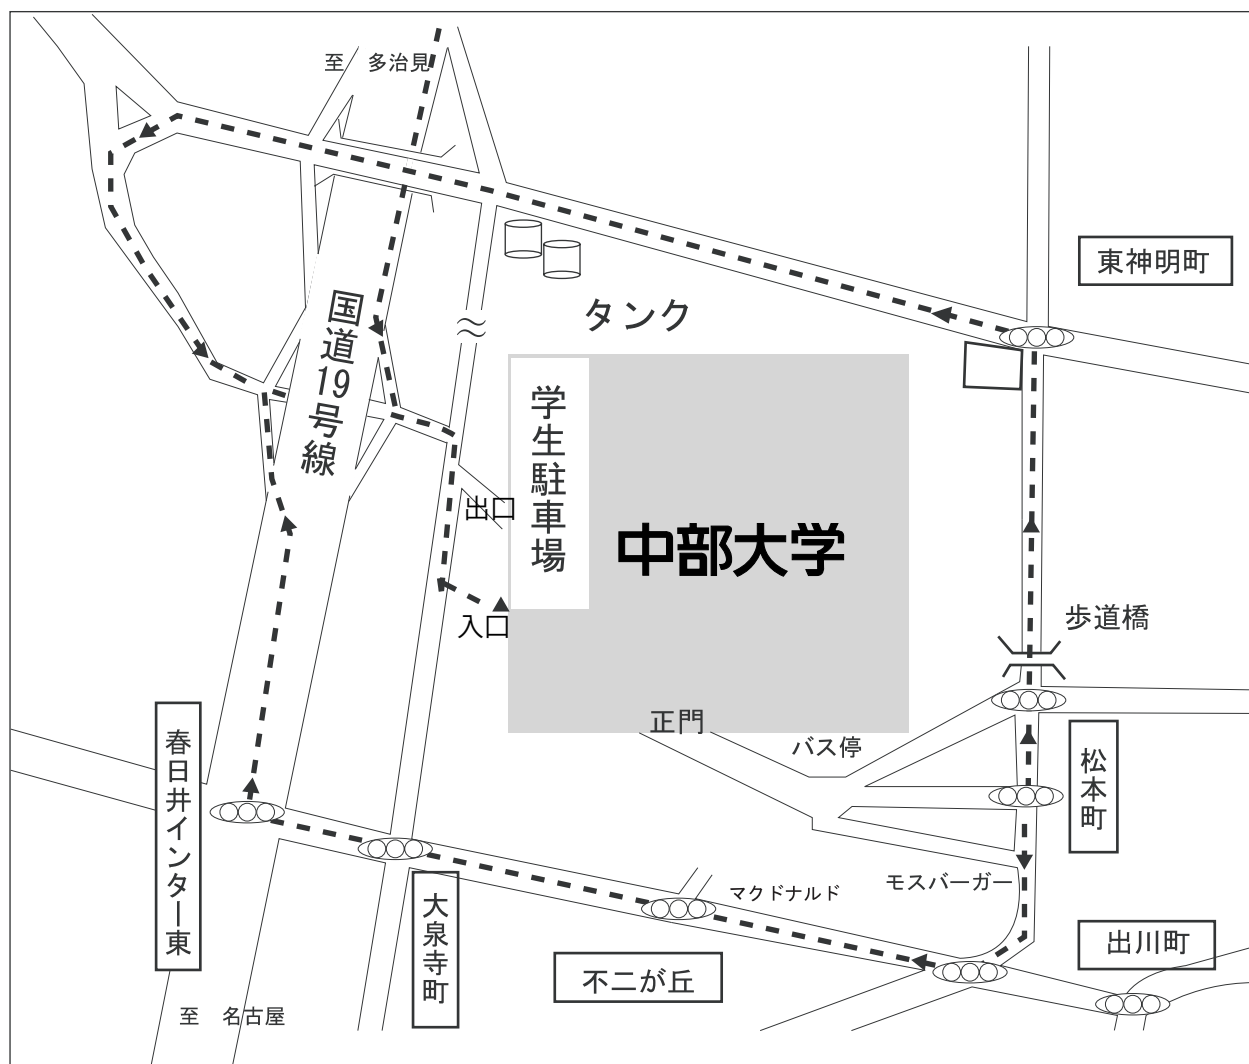 至　多治見
東神明町
タンク
国道19号線
学生駐車場
出口
中部大学
入口
歩道橋
正門
バス停
春日井インター東
松本町
モスバーガー
マクドナルド
大泉寺町
出川町
不二が丘
至　名古屋